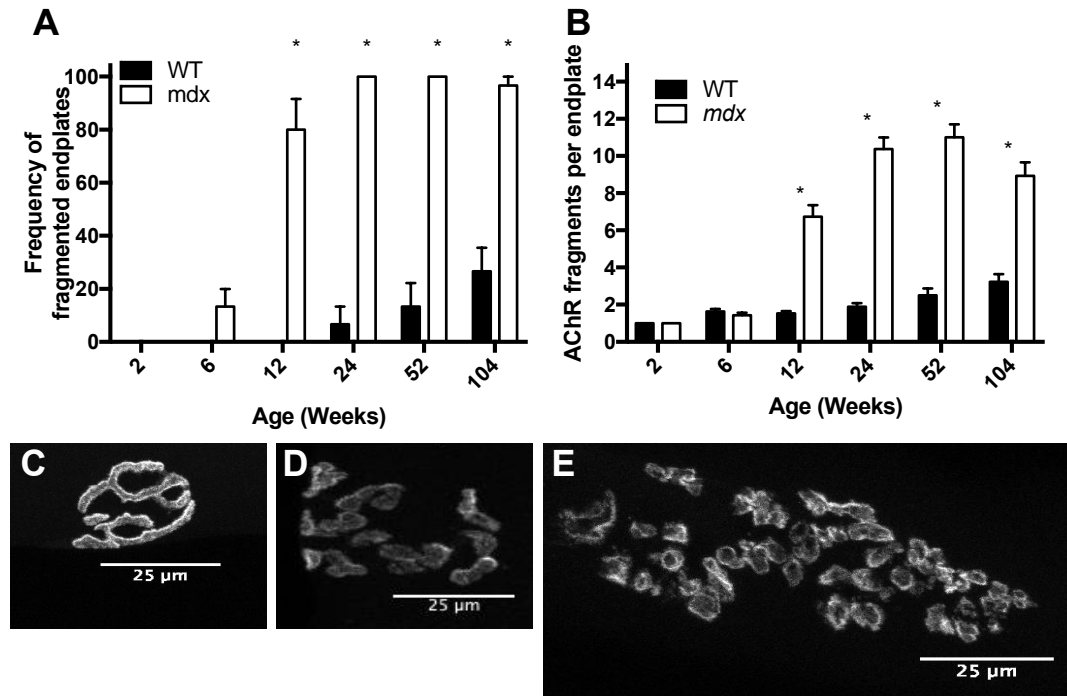 A
Frequency of
fragmented endplates
100
80
60
40
20
0
WT
mdx
*
*
*
*
2
6
12
24
52
104
Age (Weeks)
B
AChR fragments per endplate
14
12
10
8
6
4
2
0
WT
mdx
*
*
*
*
2
6
12
24
52
104
Age (Weeks)
C
25 µm
D
25 µm
E
25 µm